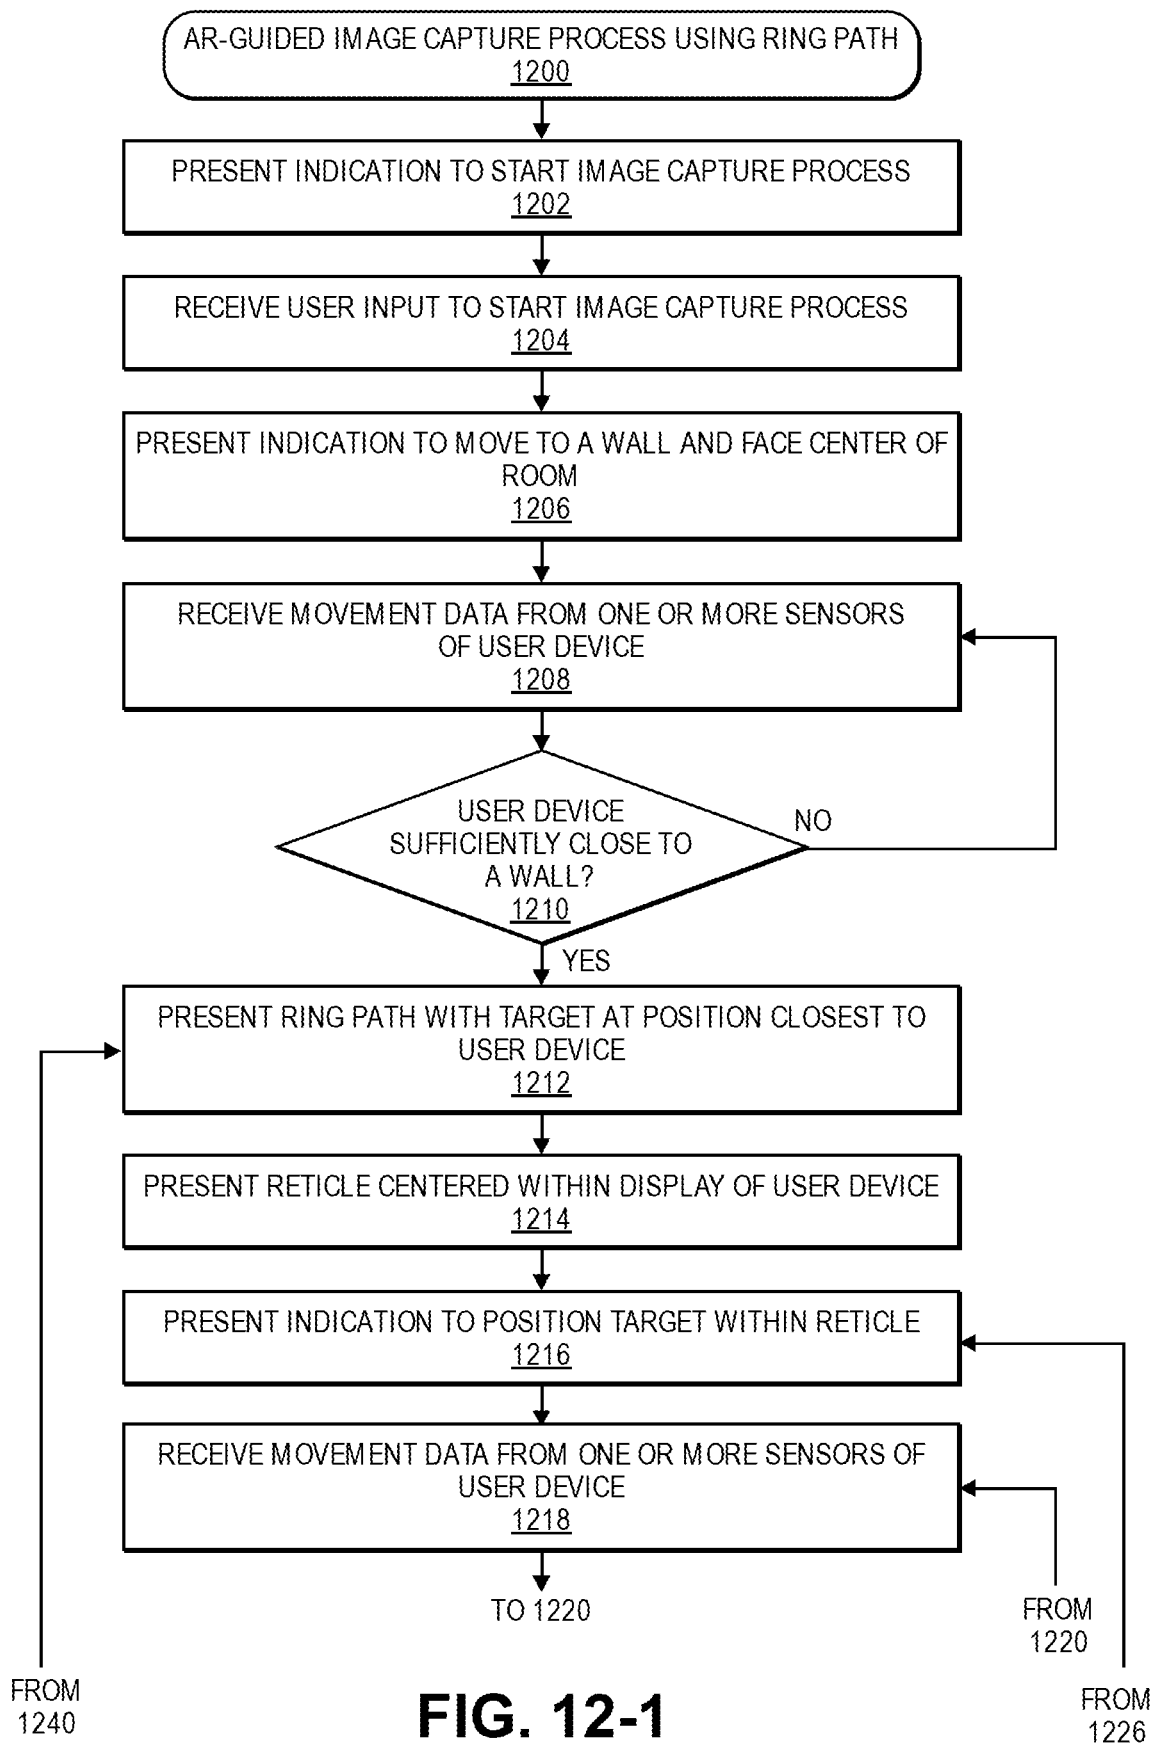 AR-GUIDED IMAGE CAPTURE PROCESS USING RING PATH
1200
PRESENT INDICATION TO START IMAGE CAPTURE PROCESS
1202
RECEIVE USER INPUT TO START IMAGE CAPTURE PROCESS
1204
PRESENT INDICATION TO MOVE TO A WALL AND FACE CENTER OF
ROOM
1206
RECEIVE MOVEMENT DATA FROM ONE OR MORE SENSORS
OF USER DEVICE
1208
USER DEVICE
SUFFICIENTLY CLOSE TO
A WALL?
1210
NO
YES
PRESENT RING PATH WITH TARGET AT POSITION CLOSEST TO
USER DEVICE
1212
PRESENT RETICLE CENTERED WITHIN DISPLAY OF USER DEVICE
1214
PRESENT INDICATION TO POSITION TARGET WITHIN RETICLE
1216
RECEIVE MOVEMENT DATA FROM ONE OR MORE SENSORS OF
USER DEVICE
1218
TO 1220
FROM
1220
FROM
1240
FROM
1226
FIG. 12-1